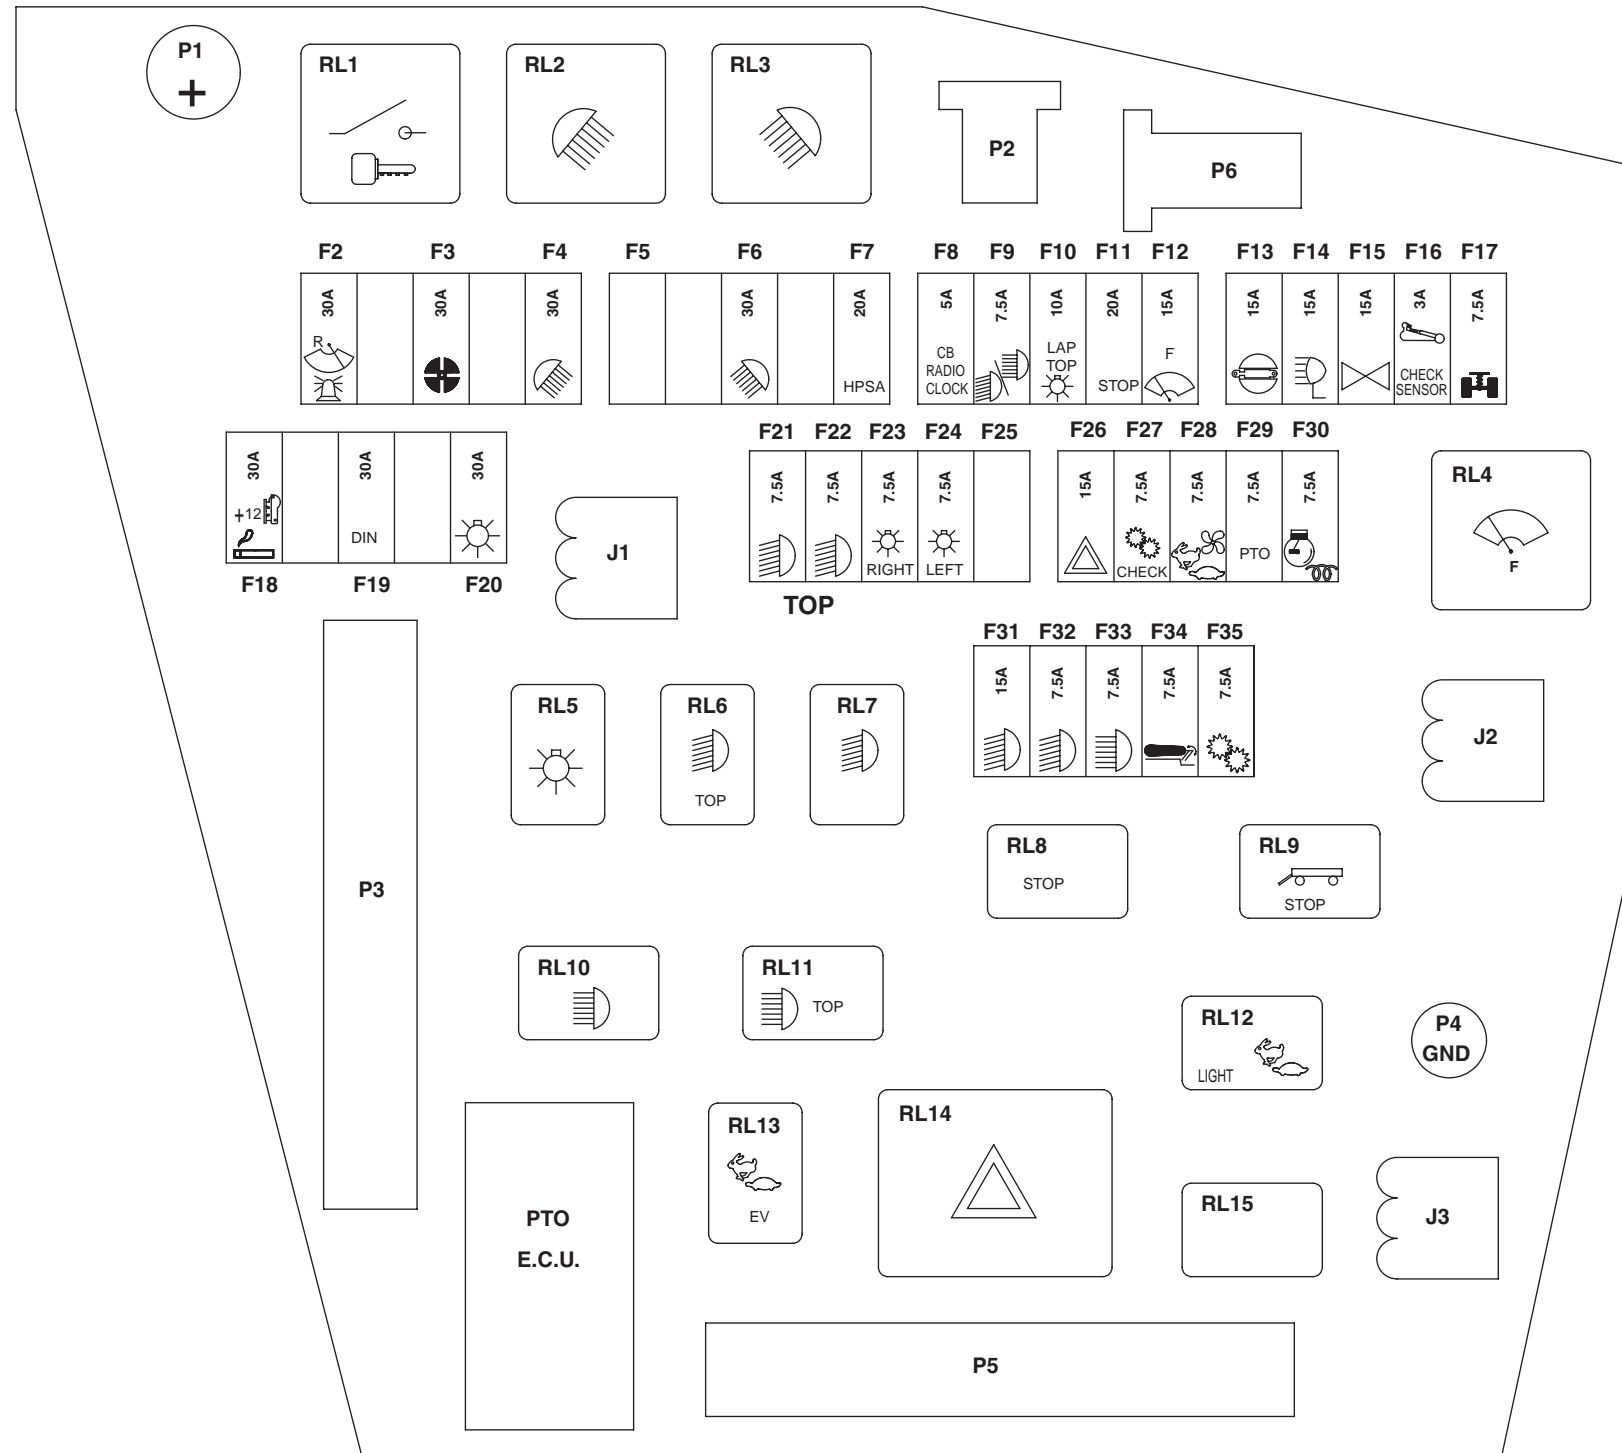 P1
+
RL1
RL2
RL3
P2
P6
F2 F3 F4 F5 F6 F7 F8 F9 F10 F11 F12 F13 F14 F15 F16 F17
30A 30A 30A 30A 20A 5A 7.5A 10A 20A 15A 15A 15A 15A 3A 7.5A
R
HPSA
CB
RADIO
CLOCK
LAP
TOP
STOP
F
CHECK
SENSOR
30A 30A 30A
+12
DIN
F18 F19 F20
J1
F21 F22 F23 F24 F25 F26 F27 F28 F29 F30
7.5A 7.5A 7.5A 7.5A 15A 7.5A 7.5A 7.5A 7.5A
RIGHT LEFT
CHECK
PTO
TOP
RL4
F
F31 F32 F33 F34 F35
15A 7.5A 7.5A 7.5A 7.5A
RL5
RL6
TOP
RL7
J2
P3
RL8
STOP
RL9
STOP
RL10
RL11
TOP
RL12
LIGHT
P4
GND
PTO
E.C.U.
RL13
EV
RL14
RL15
J3
P5